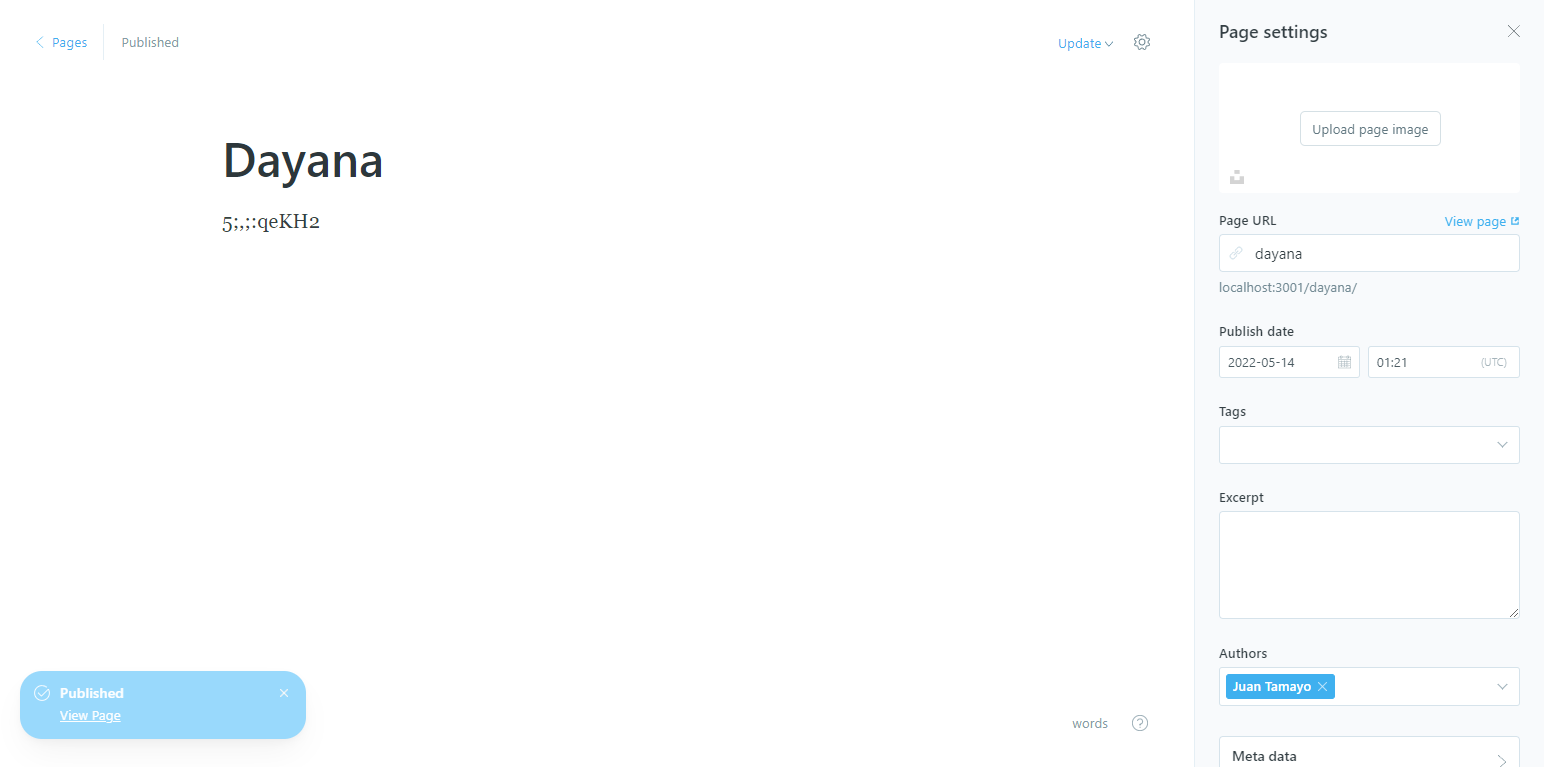 Pages
Published
Update
Dayana
5;,;:qeKH2
Published
View Page
words
?
Page settings
Upload page image
Page URL
View page
dayana
localhost:3001/dayana/
Publish date
2022-05-14
01:21
(UTC)
Tags
Excerpt
Authors
Juan Tamayo
Meta data